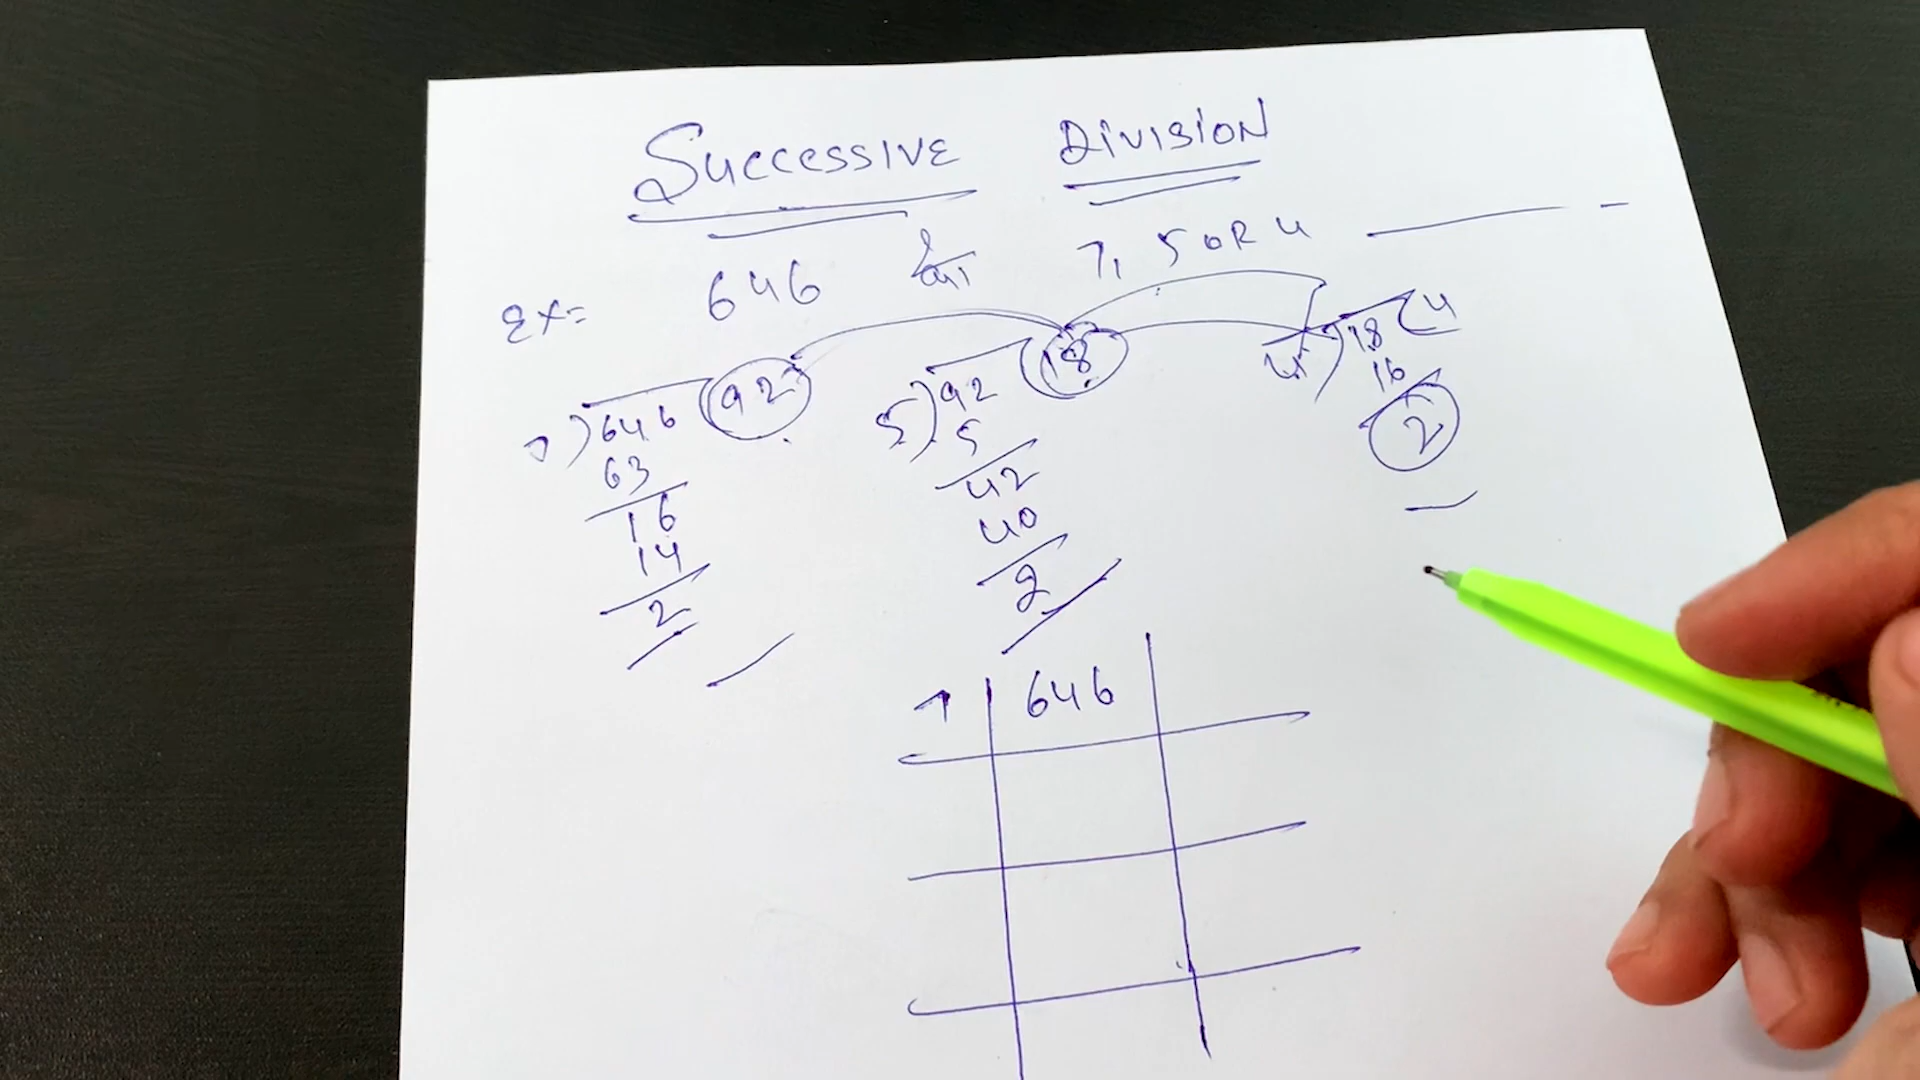 Successive Division
Ex= 646 का 7, 5 OR 4
7) 646 (92
63
16
14
2
5) 92 (18
5
42
40
2
4) 18 (4
16
2
7 646